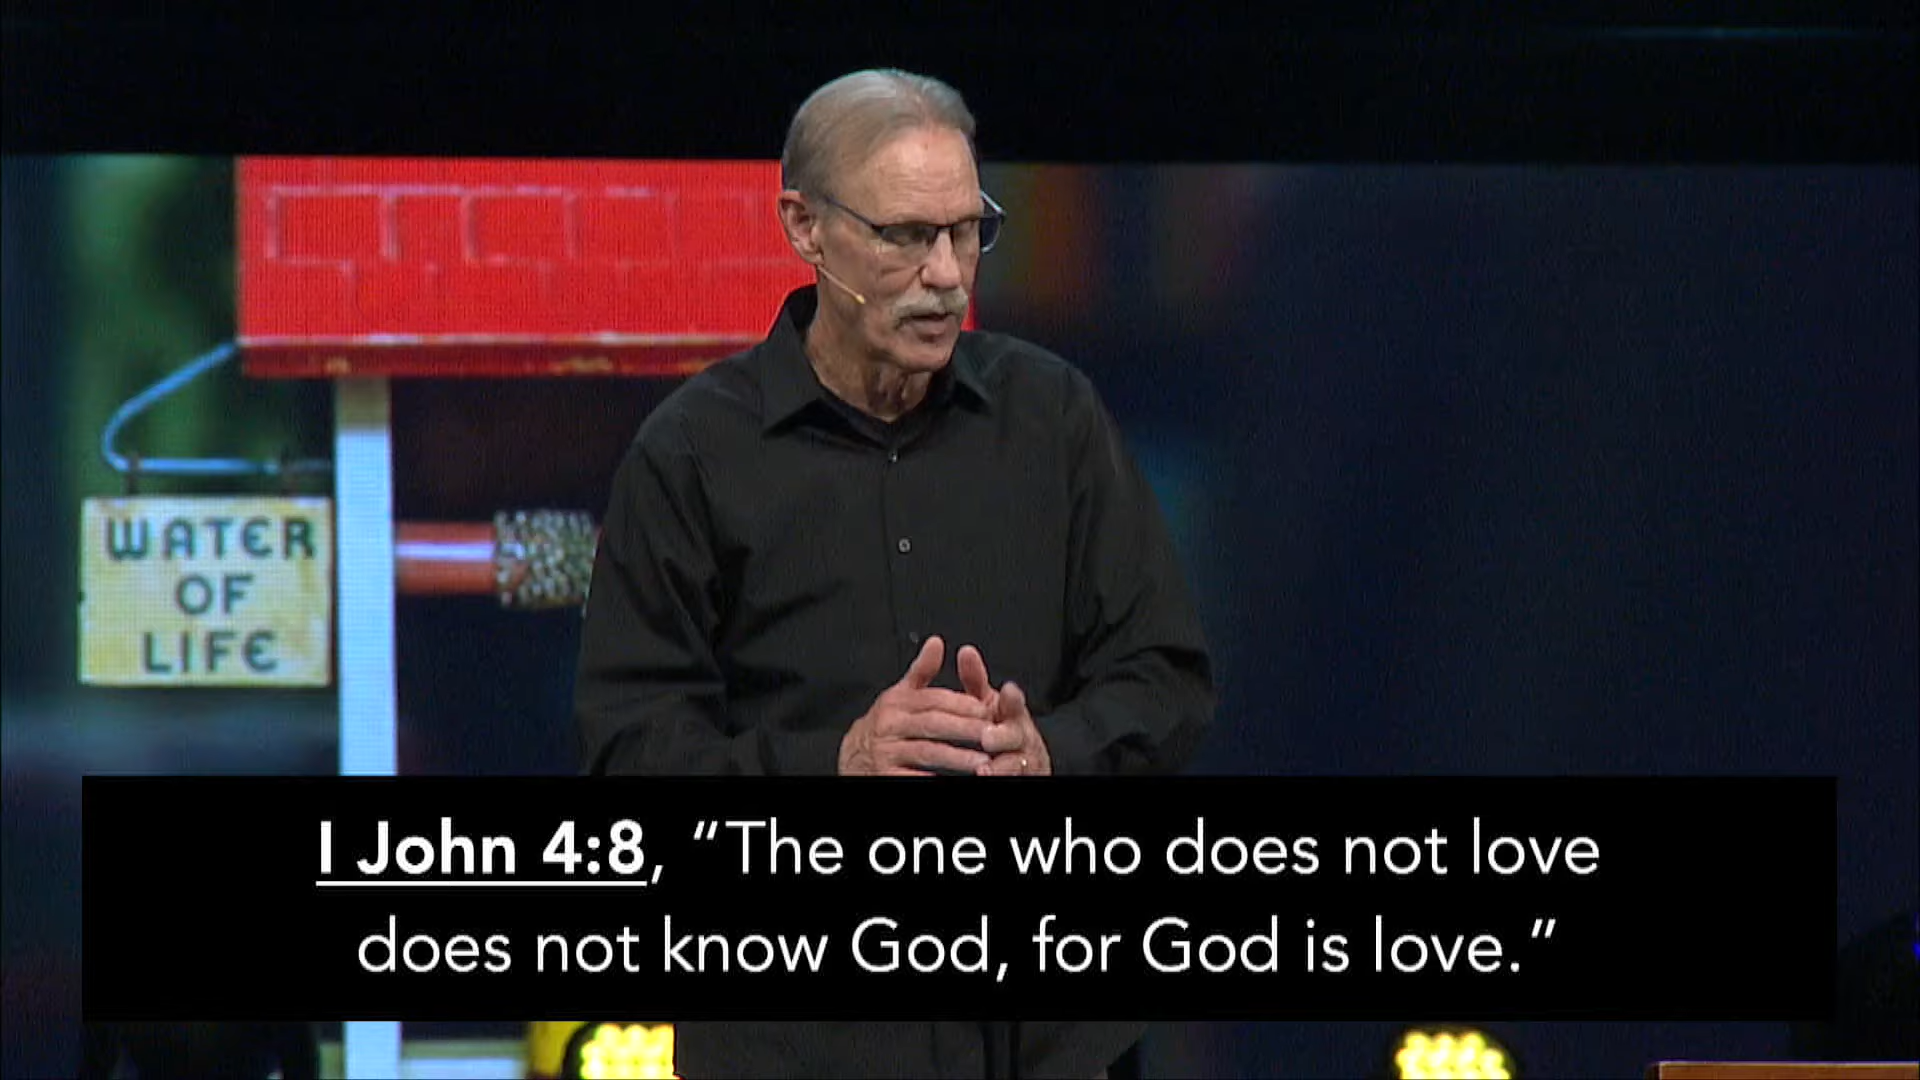 WATER
OF
LIFE
I John 4:8, “The one who does not love
does not know God, for God is love.”